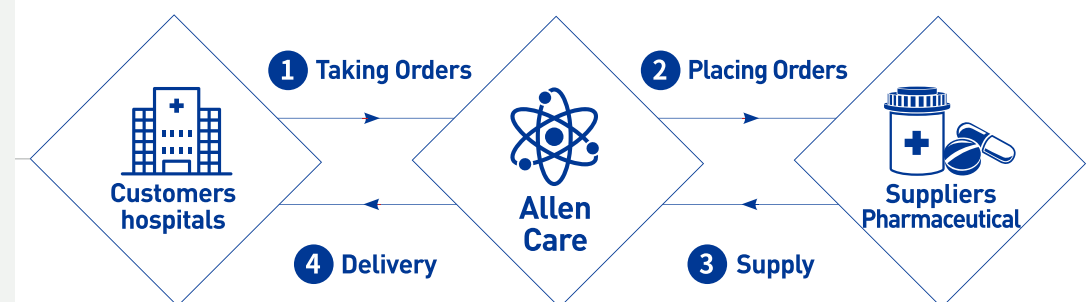 1 Taking Orders
2 Placing Orders
Customers
hospitals
Allen
Care
Suppliers
Pharmaceutical
4 Delivery
3 Supply